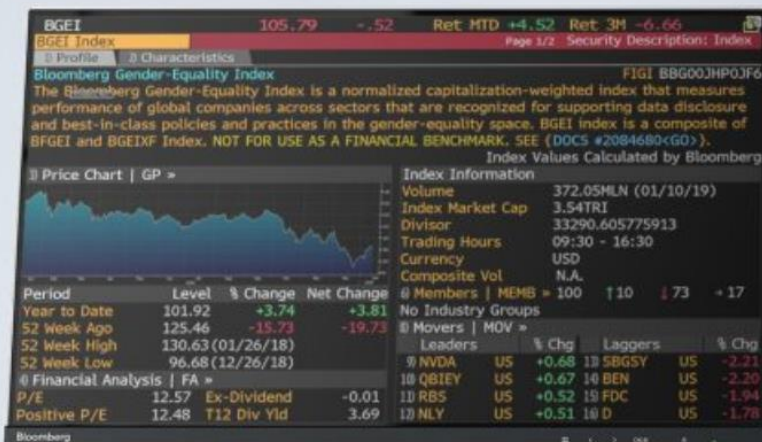 BGEI 105.79 -.52 Ret MTD +4.52 Ret 3M -6.66
BGEI Index Page 1/2 Security Description: Index
1) Profile 2) Characteristics
Bloomberg Gender-Equality Index FIGI BBG00JHP0JF6
The Bloomberg Gender-Equality Index is a normalized capitalization-weighted index that measures
performance of global companies across sectors that are recognized for supporting data disclosure
and best-in-class policies and practices in the gender-equality space. BGEI index is a composite of
BFGEI and BGEIXF Index. NOT FOR USE AS A FINANCIAL BENCHMARK. SEE {DOCS #2084680<GO>}.
Index Values Calculated by Bloomberg
3) Price Chart | GP »
Index Information
Volume 372.05MLN (01/10/19)
Index Market Cap 3.54TRI
Divisor 33290.605775913
Trading Hours 09:30 - 16:30
Currency USD
Composite Vol N.A.
6) Members | MEMB » 100 ↑10 ↓73 →17
No Industry Groups
Period Level % Change Net Change
Year to Date 101.92 +3.74 +3.81
52 Week Ago 125.46 -15.73 -19.73
52 Week High 130.63(01/26/18)
52 Week Low 96.68(12/26/18)
Financial Analysis | FA »
P/E 12.57 Ex-Dividend -0.01
Positive P/E 12.48 T12 Div Yld 3.69
8) Movers | MOV »
Leaders % Chg Laggers % Chg
9) NVDA US +0.68 13) SBGSY US -2.21
10) QBIEY US +0.67 14) BEN US -2.20
11) RBS US +0.52 15) FDC US -1.94
12) NLY US +0.51 16) D US -1.78
Bloomberg